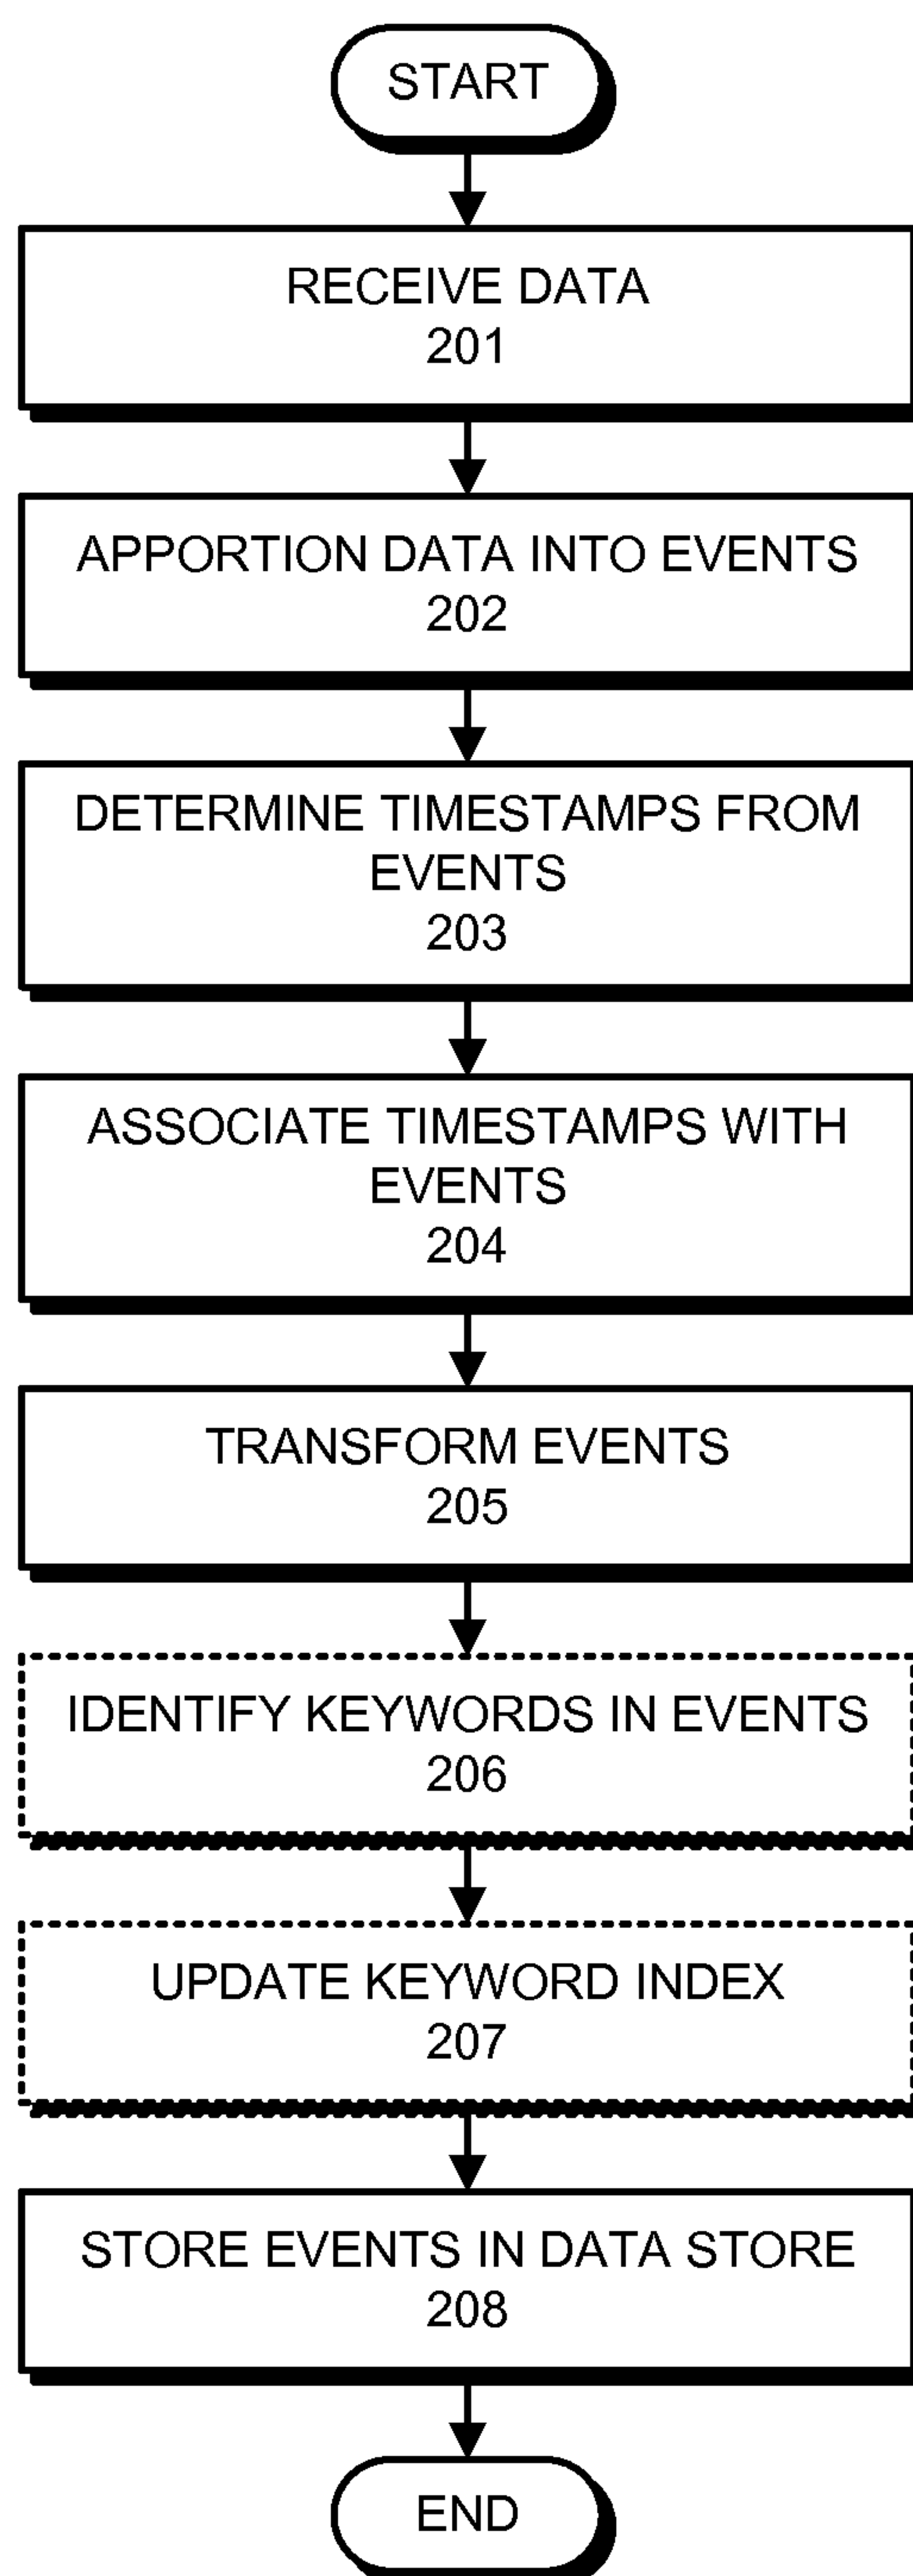 START
RECEIVE DATA
201
APPORTION DATA INTO EVENTS
202
DETERMINE TIMESTAMPS FROM
EVENTS
203
ASSOCIATE TIMESTAMPS WITH
EVENTS
204
TRANSFORM EVENTS
205
IDENTIFY KEYWORDS IN EVENTS
206
UPDATE KEYWORD INDEX
207
STORE EVENTS IN DATA STORE
208
END